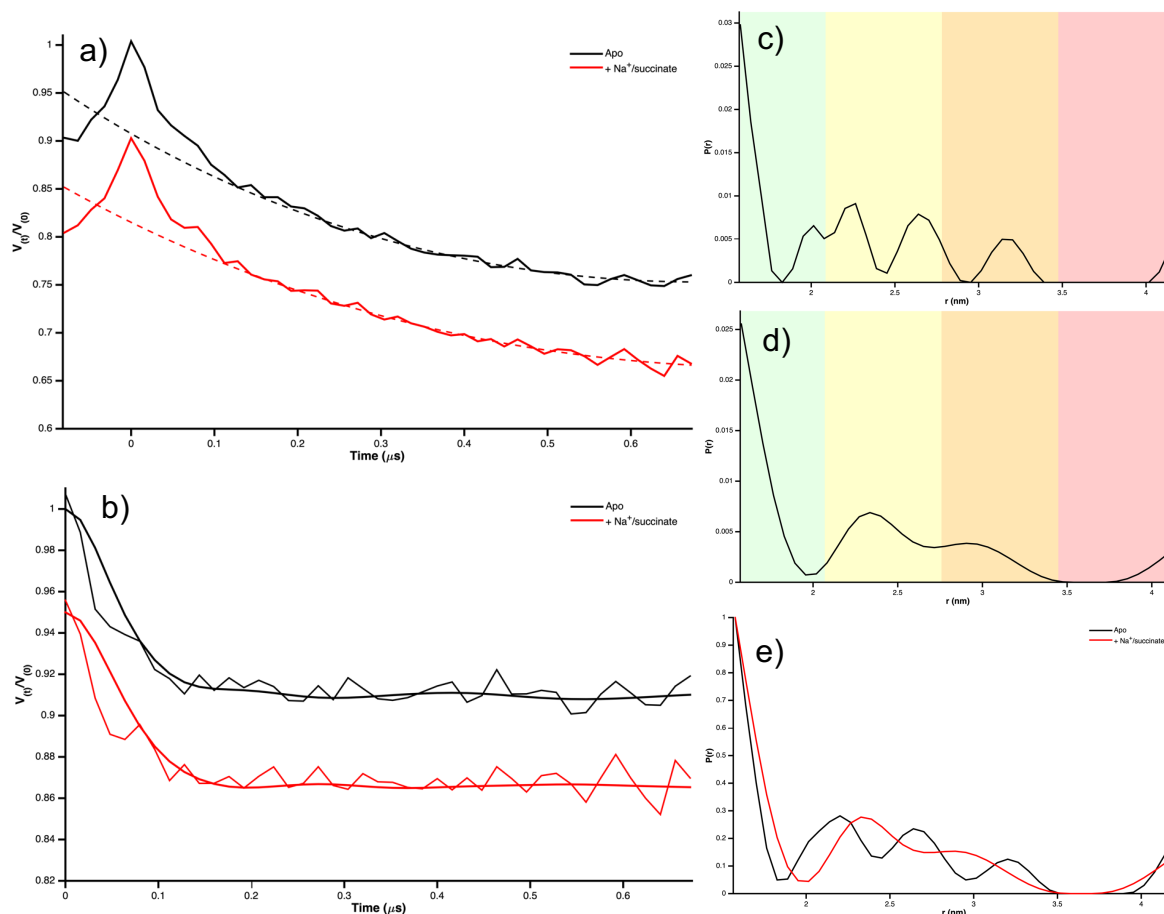 a)
Apo
+ Na⁺/succinate
1
0.95
0.9
0.85
0.8
0.75
0.7
0.65
0.6
V(t)/V(0)
0 0.1 0.2 0.3 0.4 0.5 0.6
Time (μs)
b)
Apo
+ Na⁺/succinate
1
0.98
0.96
0.94
0.92
0.9
0.88
0.86
0.84
0.82
V(t)/V(0)
0 0.1 0.2 0.3 0.4 0.5 0.6
Time (μs)
c)
0.03
0.025
0.02
0.015
0.01
0.005
0
P(r)
2 2.5 3 3.5 4
r (nm)
d)
0.025
0.02
0.015
0.01
0.005
0
P(r)
2 2.5 3 3.5 4
r (nm)
e)
Apo
+ Na⁺/succinate
1
0.9
0.8
0.7
0.6
0.5
0.4
0.3
0.2
0.1
0
P(r)
2 2.5 3 3.5 4
r (nm)